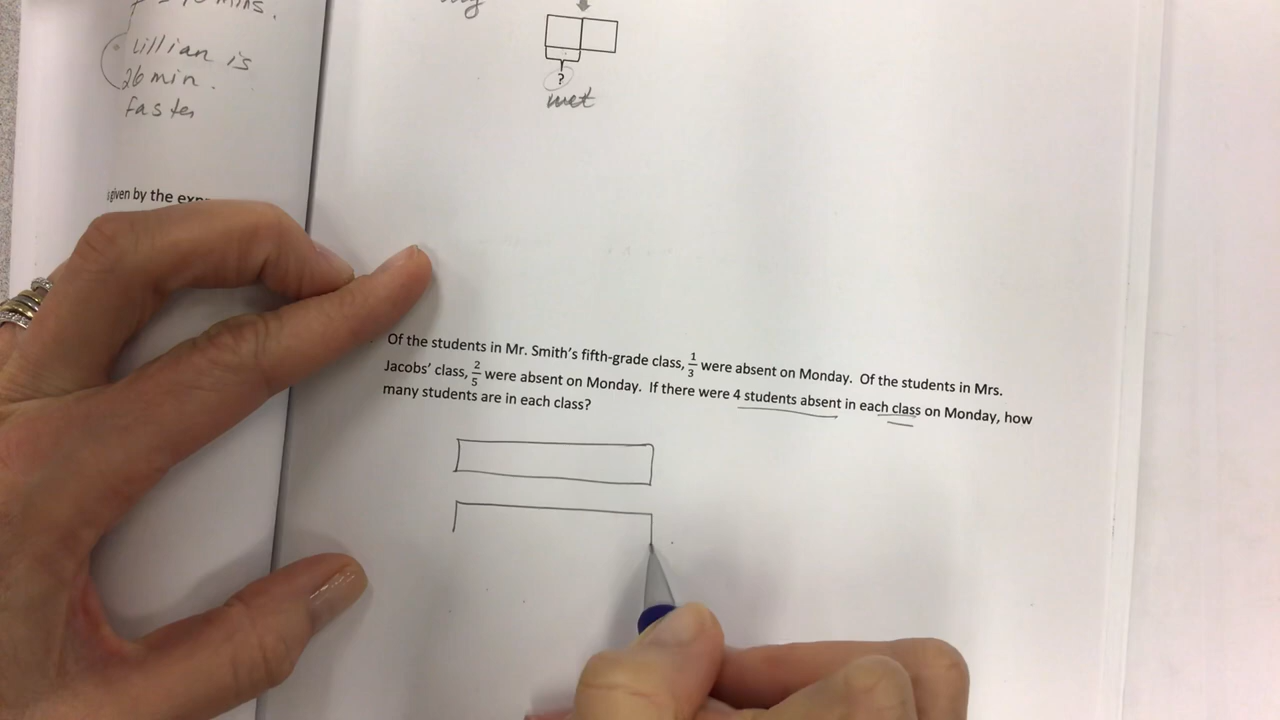 mins.
Lillian is
26 min.
faster
given by the
?
met
Of the students in Mr. Smith's fifth-grade class, 1/3 were absent on Monday. Of the students in Mrs.
Jacobs' class, 2/5 were absent on Monday. If there were 4 students absent in each class on Monday, how
many students are in each class?